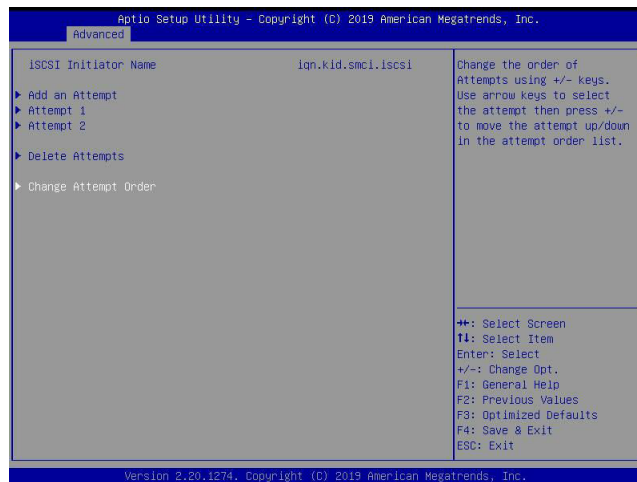 Aptio Setup Utility – Copyright (C) 2019 American Megatrends, Inc.
Advanced
iSCSI Initiator Name iqn.kid.smci.iscsi
Add an Attempt
Attempt 1
Attempt 2
Delete Attempts
Change Attempt Order
Change the order of
Attempts using +/- keys.
Use arrow keys to select
the attempt then press +/-
to move the attempt up/down
in the attempt order list.
→←: Select Screen
↑↓: Select Item
Enter: Select
+/-: Change Opt.
F1: General Help
F2: Previous Values
F3: Optimized Defaults
F4: Save & Exit
ESC: Exit
Version 2.20.1274. Copyright (C) 2019 American Megatrends, Inc.